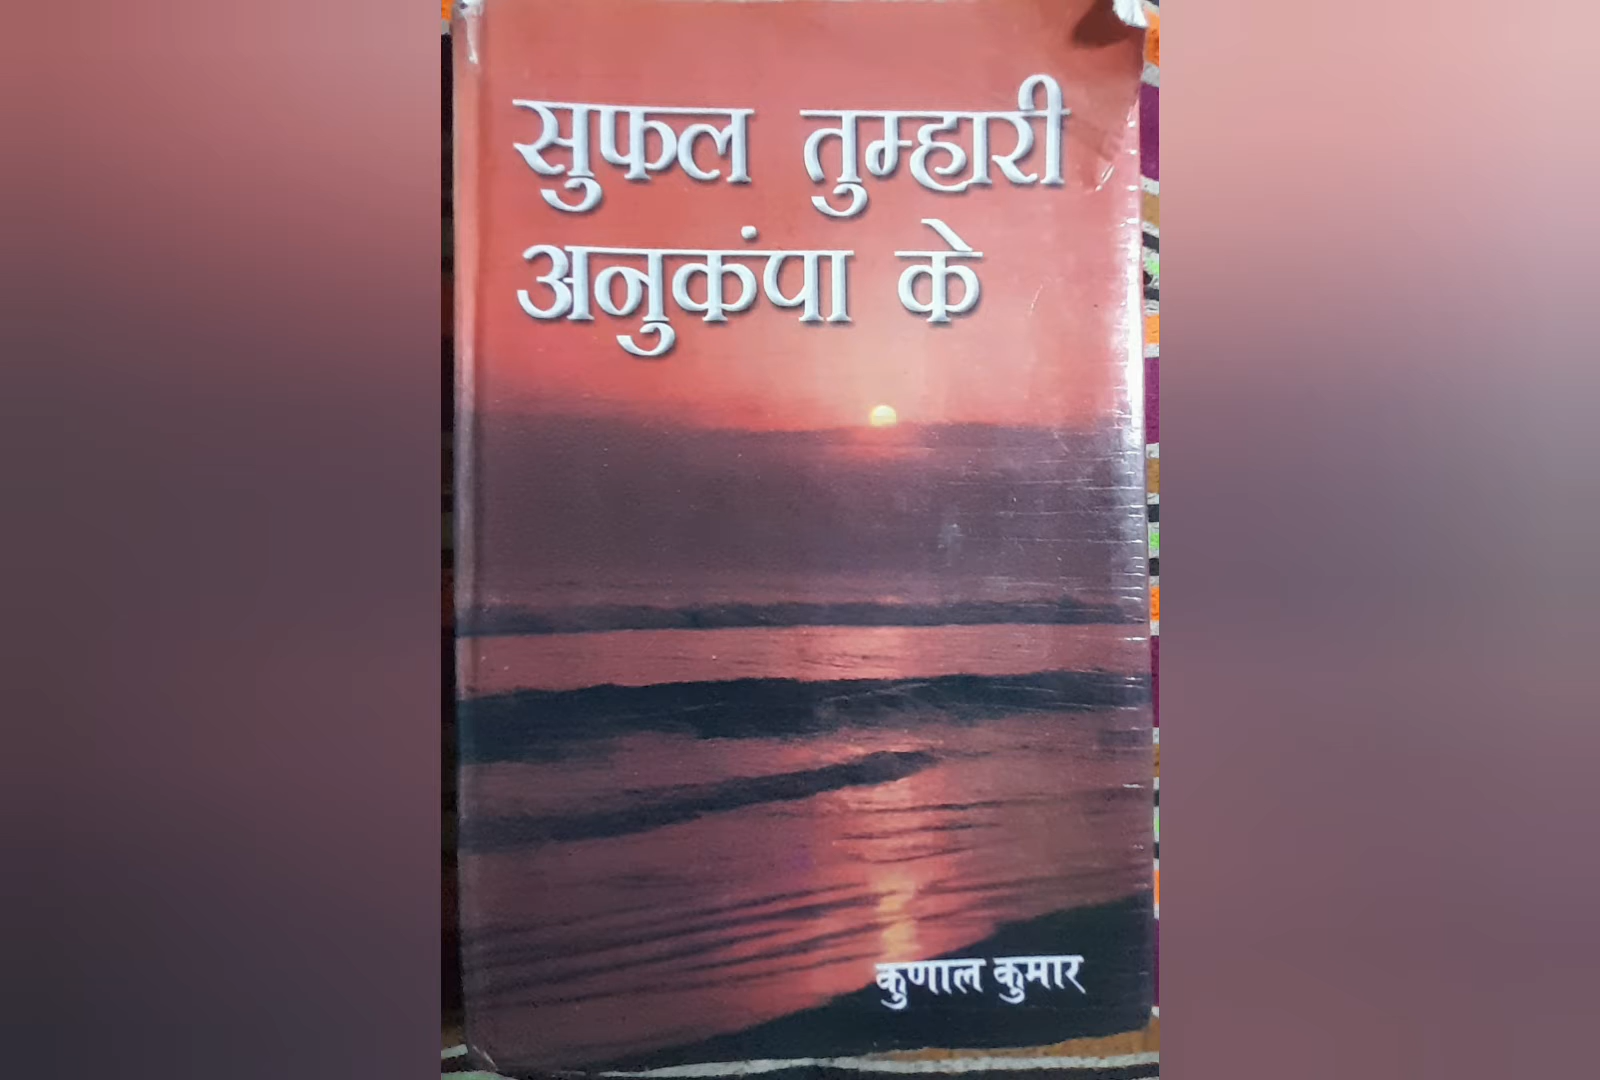 सुफल तुम्हारी
अनुकंपा के
कुणाल कुमार